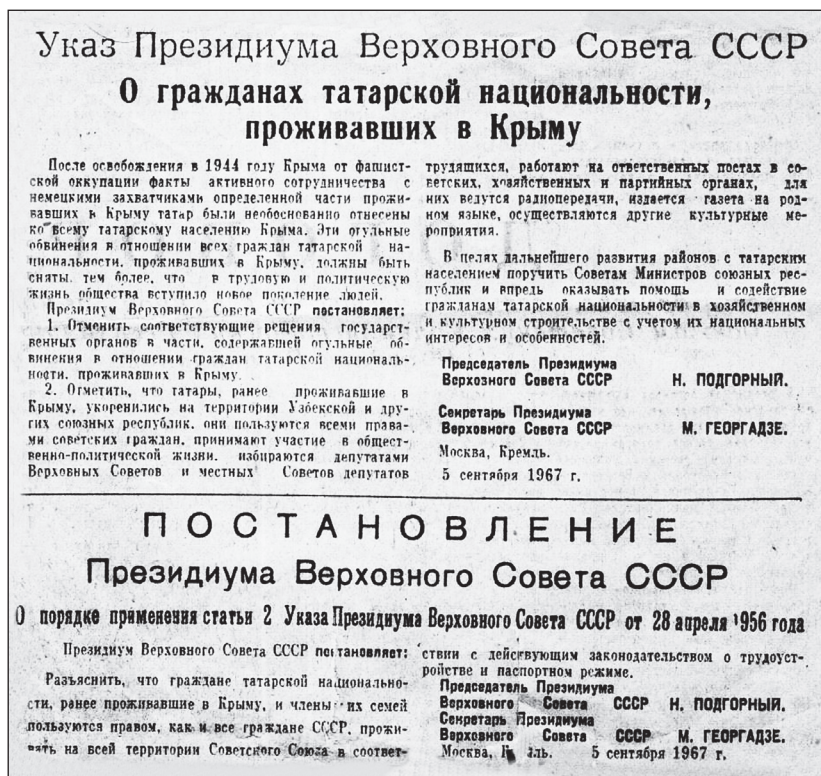 Указ Президиума Верховного Совета СССР
О гражданах татарской национальности,
проживавших в Крыму
После освобождения в 1944 году Крыма от фашист-
ской оккупации факты активного сотрудничества с
немецкими захватчиками определенной части прожи-
вавших в Крыму татар были необоснованно отнесены
ко всему татарскому населению Крыма. Эти огульные
обвинения в отношении всех граждан татарской на-
циональности, проживавших в Крыму, должны быть
сняты, тем более, что в трудовую и политическую
жизнь общества вступило новое поколение людей.
Президиум Верховного Совета СССР постановляет:
1. Отменить соответствующие решения государст-
венных органов в части, содержавшей огульные об-
винения в отношении граждан татарской националь-
ности, проживавших в Крыму.
2. Отметить, что татары, ранее проживавшие в
Крыму, укоренились на территории Узбекской и дру-
гих союзных республик, они пользуются всеми права-
ми советских граждан, принимают участие в общест-
венно-политической жизни, избираются депутатами
Верховных Советов и местных Советов депутатов
трудящихся, работают на ответственных постах в со-
ветских, хозяйственных и партийных органах, для
них ведутся радиопередачи, издается газета на род-
ном языке, осуществляются другие культурные ме-
роприятия.
В целях дальнейшего развития районов с татарским
населением поручить Советам Министров союзных рес-
публик и впредь оказывать помощь и содействие
гражданам татарской национальности в хозяйственном
и культурном строительстве с учетом их национальных
интересов и особенностей.
Председатель Президиума
Верхозного Совета СССР Н. ПОДГОРНЫЙ.
Секретарь Президиума
Верховного Совета СССР М. ГЕОРГАДЗЕ.
Москва, Кремль.
5 сентября 1967 г.
ПОСТАНОВЛЕНИЕ
Президиума Верховного Совета СССР
О порядке применения статьи 2 Указа Президиума Верховного Совета СССР от 28 апреля 1956 года
Президиум Верховного Совета СССР постановляет:
Разъяснить, что граждане татарской национально-
сти, ранее проживавшие в Крыму, и члены их семей
пользуются правом, как и все граждане СССР, прожи-
вать на всей территории Советского Союза в соответ-
ствии с действующим законодательством о трудоуст-
ройстве и паспортном режиме.
Председатель Президиума
Верховного Совета СССР Н. ПОДГОРНЫЙ.
Секретарь Президиума
Верховного Совета СССР М. ГЕОРГАДЗЕ.
Москва, 5 сентября 1967 г.